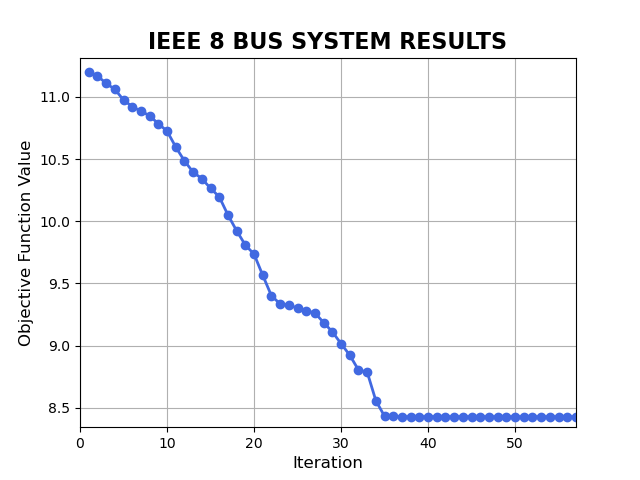 IEEE 8 BUS SYSTEM RESULTS
Objective Function Value
11.0
10.5
10.0
9.5
9.0
8.5
0 10 20 30 40 50
Iteration